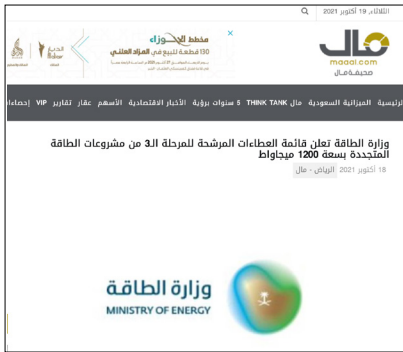 الثلاثاء, 19 أكتوبر 2021
مال
maaal.com
صحيفة مال
مخطط الجوزاء
130 قطعة للبيع في المزاد العلني
الرئيسية الميزانية السعودية مال THINK TANK 5 سنوات برؤية الأخبار الاقتصادية الأسهم عقار تقارير VIP إحصاءات
وزارة الطاقة تعلن قائمة العطاءات المرشحة للمرحلة الـ3 من مشروعات الطاقة
المتجددة بسعة 1200 ميجاواط
18 أكتوبر 2021 الرياض - مال
وزارة الطاقة
MINISTRY OF ENERGY